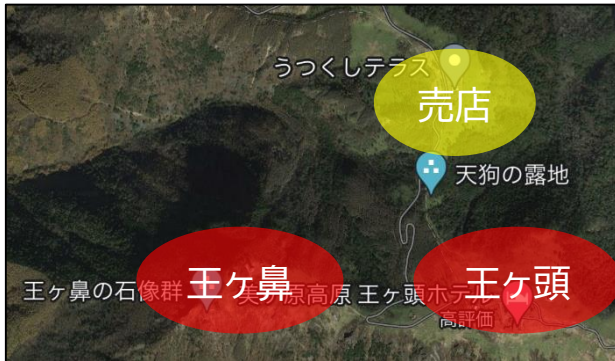 うつくしテラス
売店
天狗の露地
王ヶ鼻の石像群
王ヶ鼻
美ヶ原高原 王ヶ頭ホテル
高評価
王ヶ頭